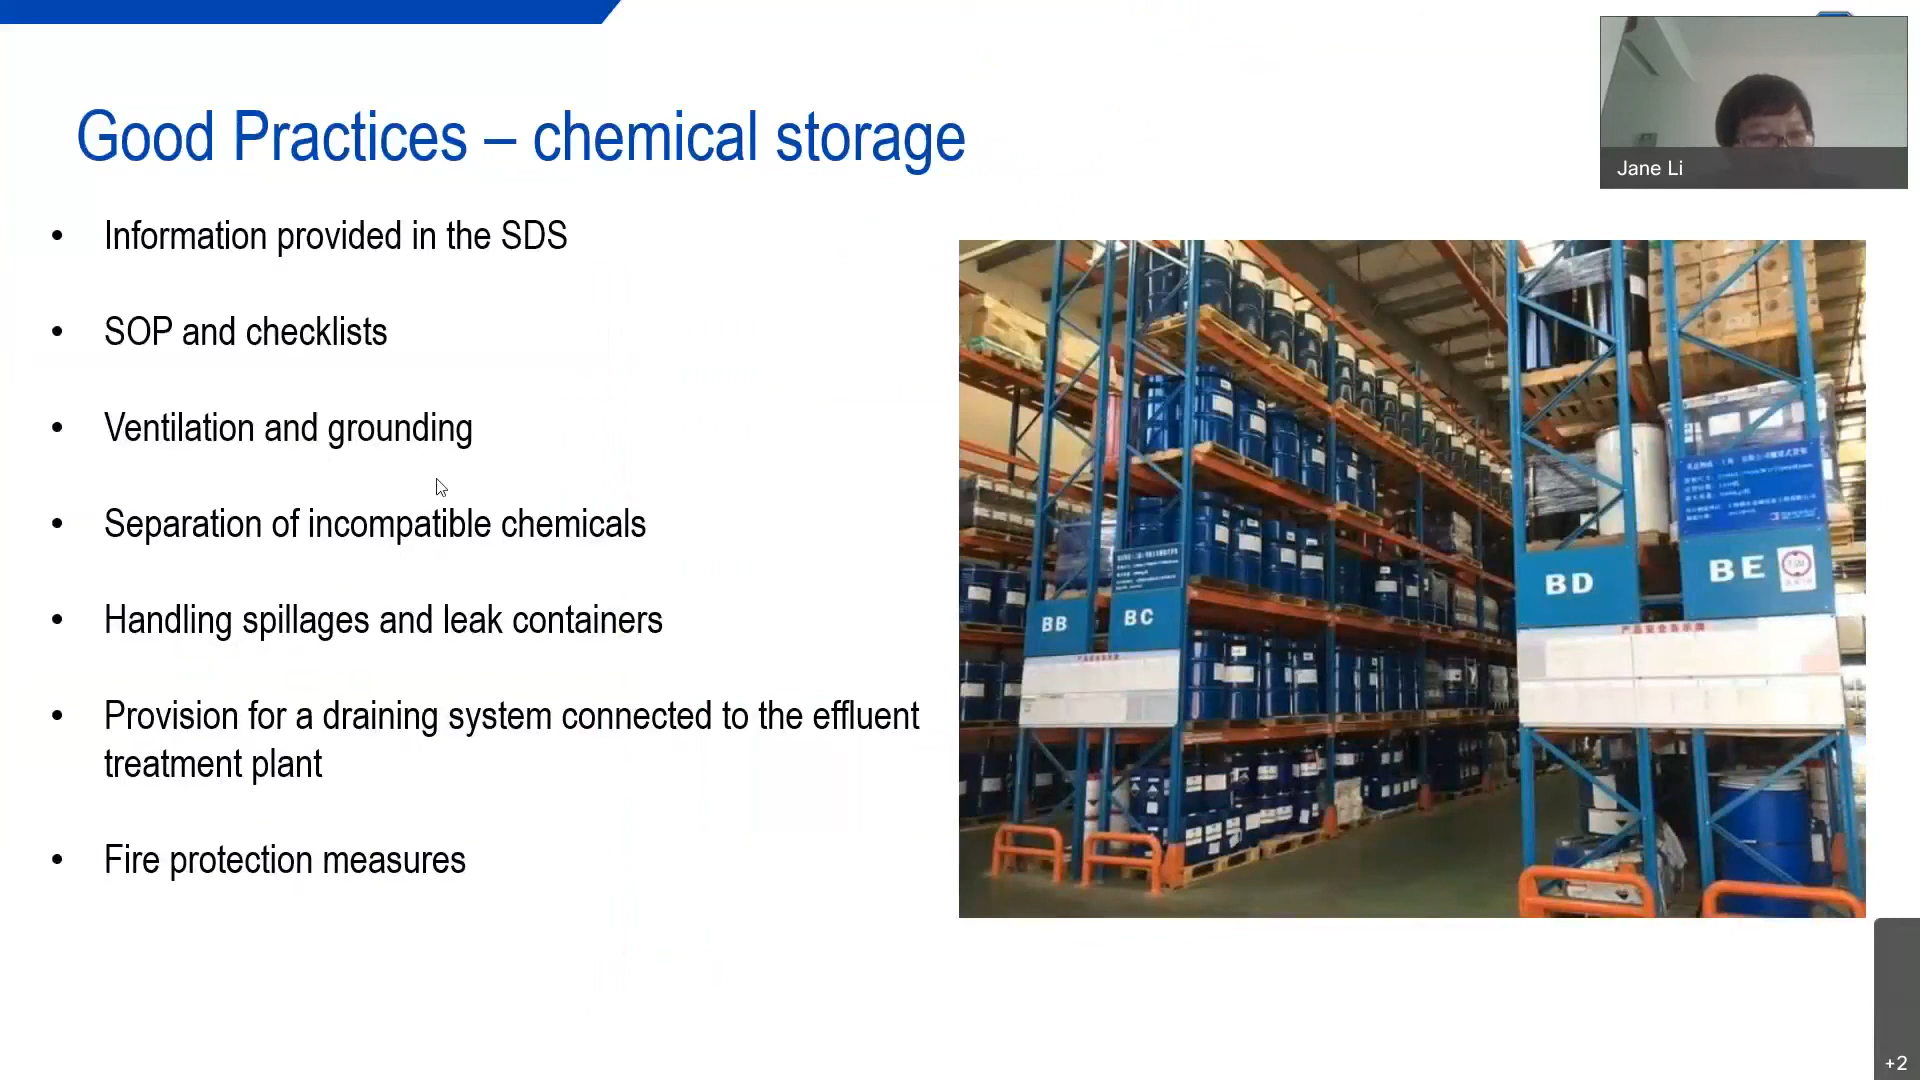 Jane Li
Good Practices – chemical storage
• Information provided in the SDS
• SOP and checklists
• Ventilation and grounding
• Separation of incompatible chemicals
• Handling spillages and leak containers
• Provision for a draining system connected to the effluent
treatment plant
• Fire protection measures
BB
BC
BD
BE
+2